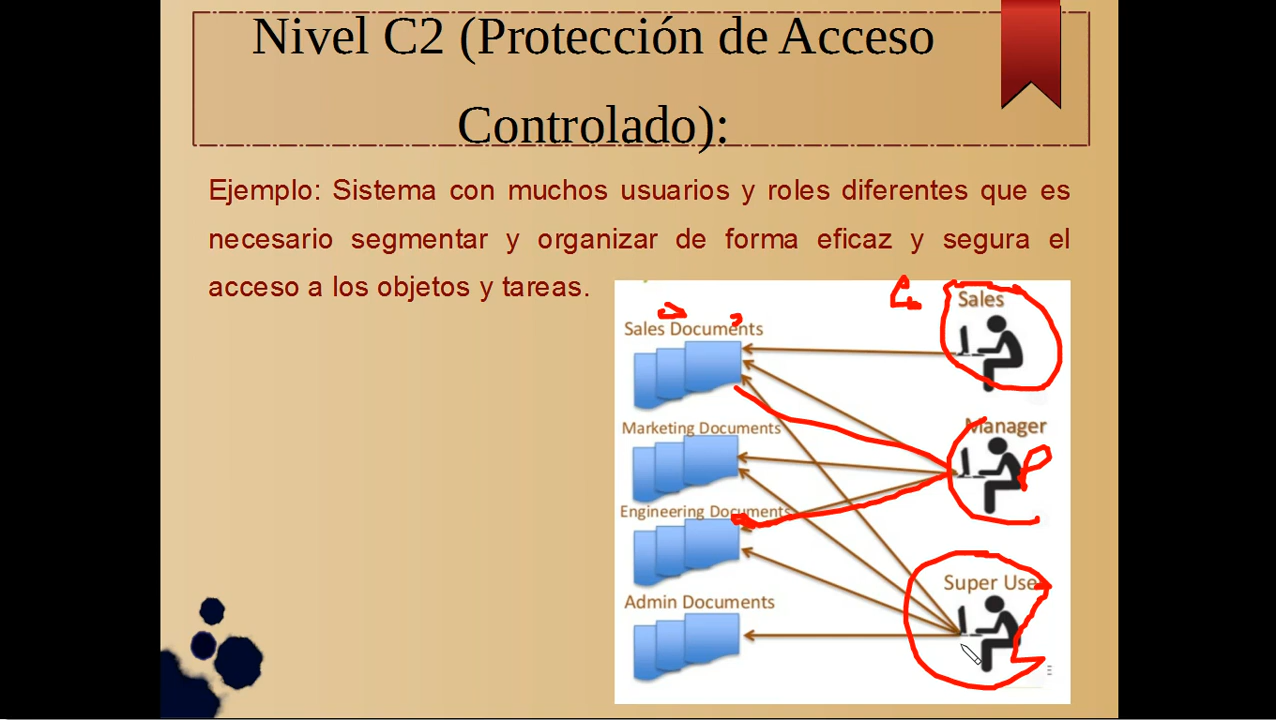 Nivel C2 (Protección de Acceso
Controlado):
Ejemplo: Sistema con muchos usuarios y roles diferentes que es
necesario segmentar y organizar de forma eficaz y segura el
acceso a los objetos y tareas.
Sales
Sales Documents
Manager
Marketing Documents
Engineering Documents
Super User
Admin Documents